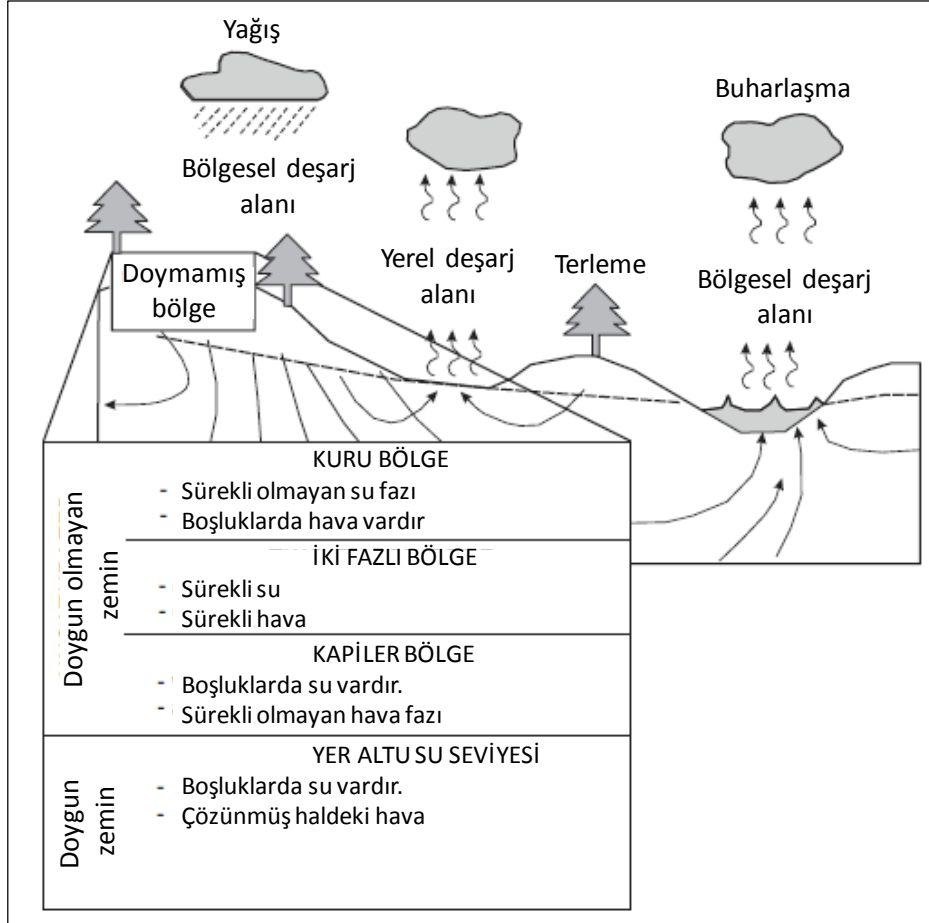 Yağış
Buharlaşma
Bölgesel deşarj
alanı
Yerel deşarj
alanı
Terleme
Bölgesel deşarj
alanı
Doymamış
bölge
Doygun olmayan
zemin
KURU BÖLGE
- Sürekli olmayan su fazı
- Boşluklarda hava vardır
İKİ FAZLI BÖLGE
- Sürekli su
- Sürekli hava
KAPİLER BÖLGE
- Boşluklarda su vardır.
- Sürekli olmayan hava fazı
Doygun
zemin
YER ALTU SU SEVİYESİ
- Boşluklarda su vardır.
- Çözünmüş haldeki hava